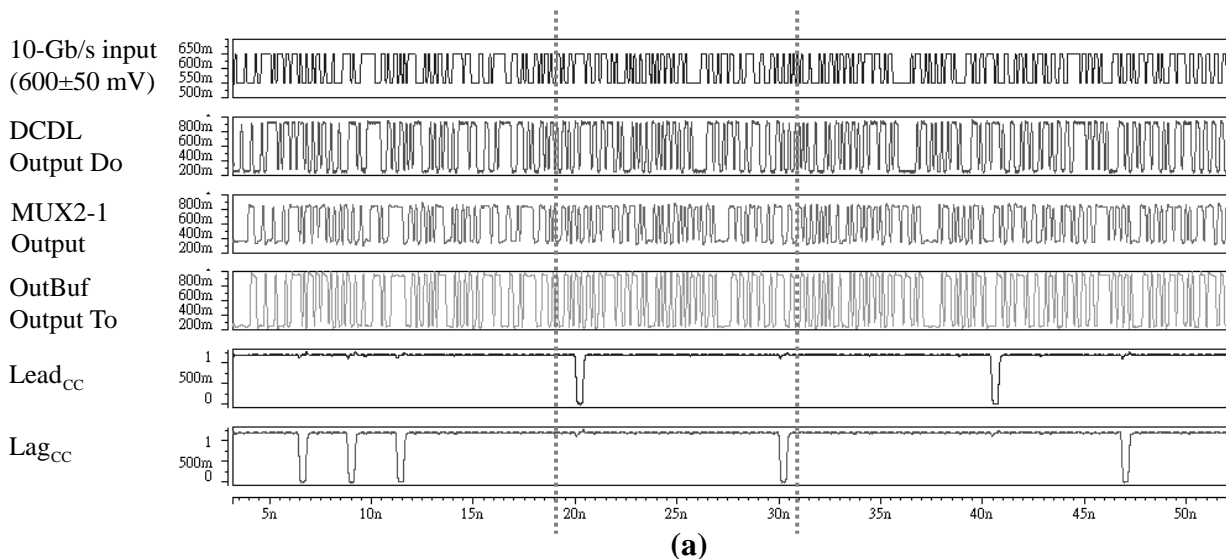 10-Gb/s input
(600±50 mV)
650m
600m
550m
500m
DCDL
Output Do
800m
600m
400m
200m
MUX2-1
Output
800m
600m
400m
200m
OutBuf
Output To
800m
600m
400m
200m
LeadCC
1
500m
0
LagCC
1
500m
0
5n 10n 15n 20n 25n 30n 35n 40n 45n 50n
(a)